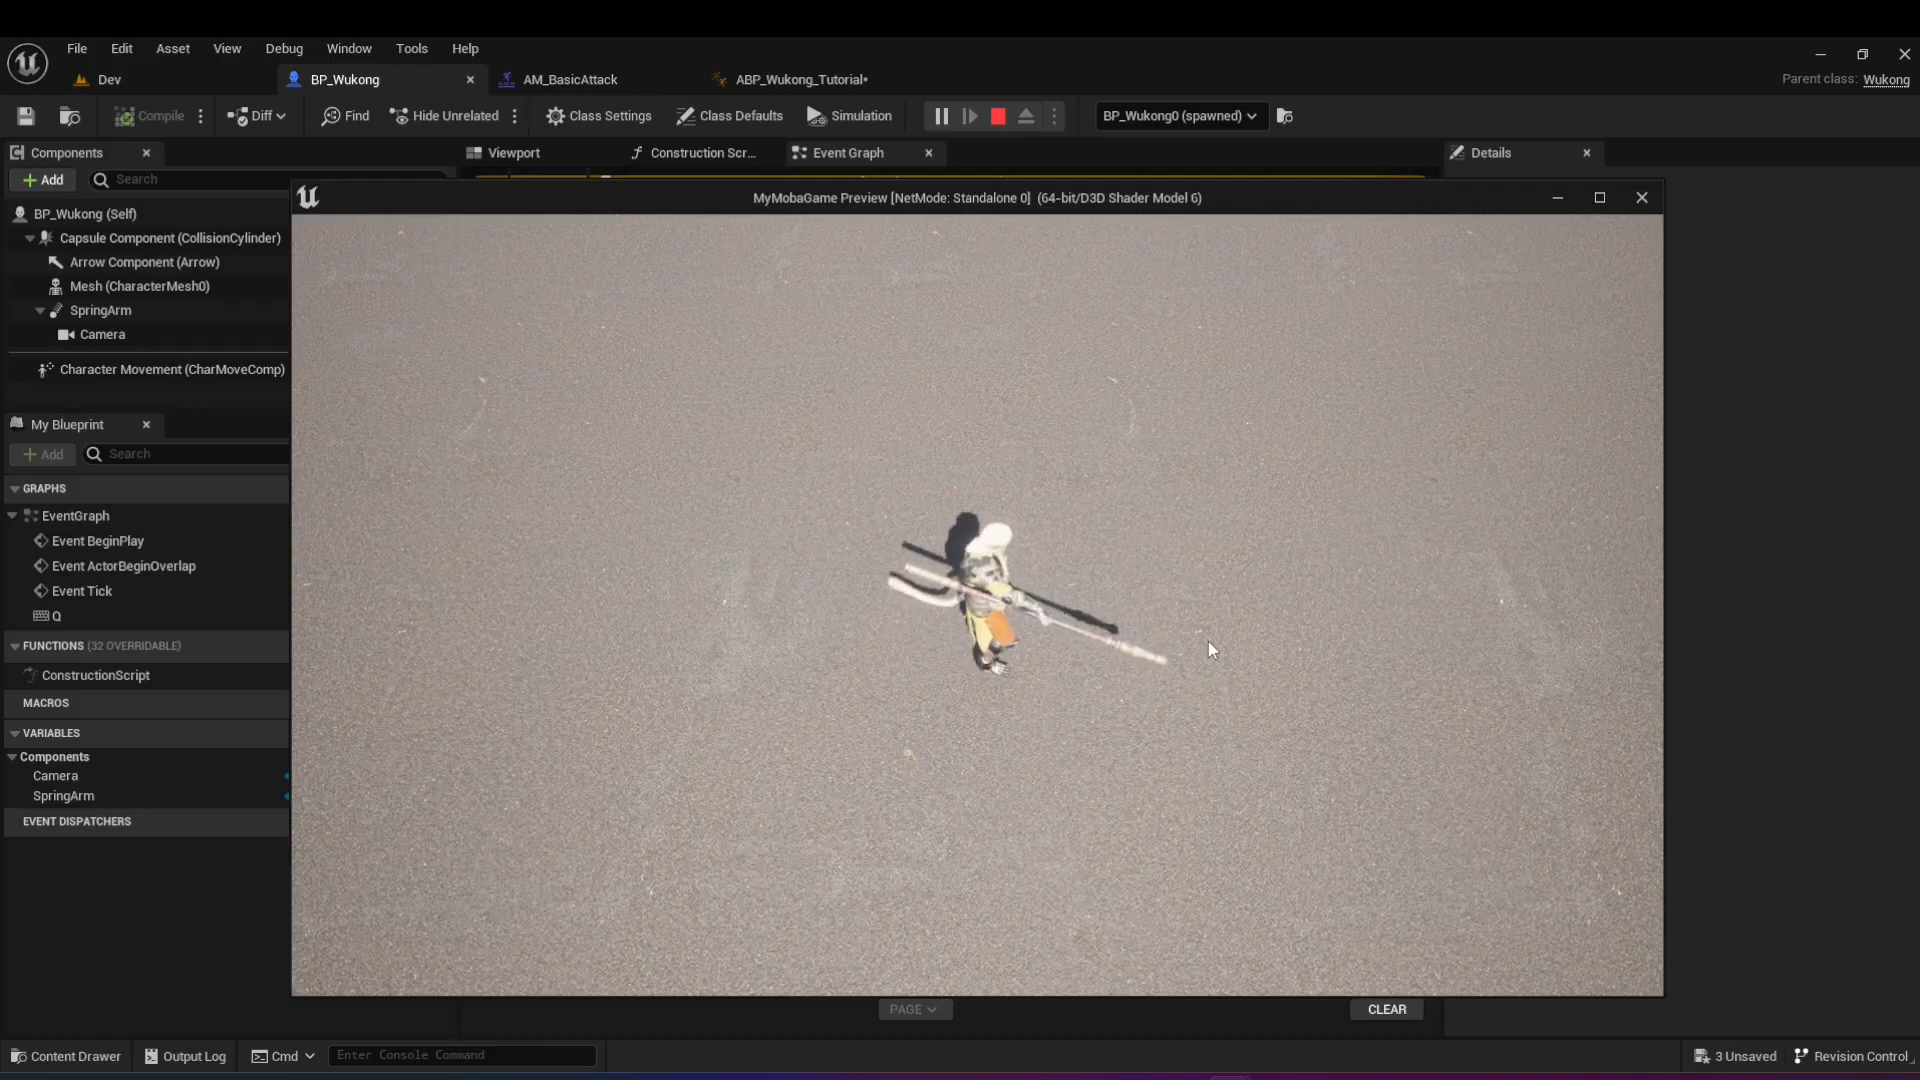 File Edit Asset View Debug Window Tools Help
Dev
BP_Wukong
AM_BasicAttack
ABP_Wukong_Tutorial*
Parent class: Wukong
Compile
Diff
Find
Hide Unrelated
Class Settings
Class Defaults
Simulation
BP_Wukong0 (spawned)
Components
Viewport
Construction Scr...
Event Graph
Details
Add
Search
MyMobaGame Preview [NetMode: Standalone 0] (64-bit/D3D Shader Model 6)
BP_Wukong (Self)
Capsule Component (CollisionCylinder)
Arrow Component (Arrow)
Mesh (CharacterMesh0)
SpringArm
Camera
Character Movement (CharMoveComp)
My Blueprint
Add
Search
GRAPHS
EventGraph
Event BeginPlay
Event ActorBeginOverlap
Event Tick
Q
FUNCTIONS (32 OVERRIDABLE)
ConstructionScript
MACROS
VARIABLES
Components
Camera
SpringArm
EVENT DISPATCHERS
PAGE
CLEAR
Content Drawer
Output Log
Cmd
Enter Console Command
3 Unsaved
Revision Control